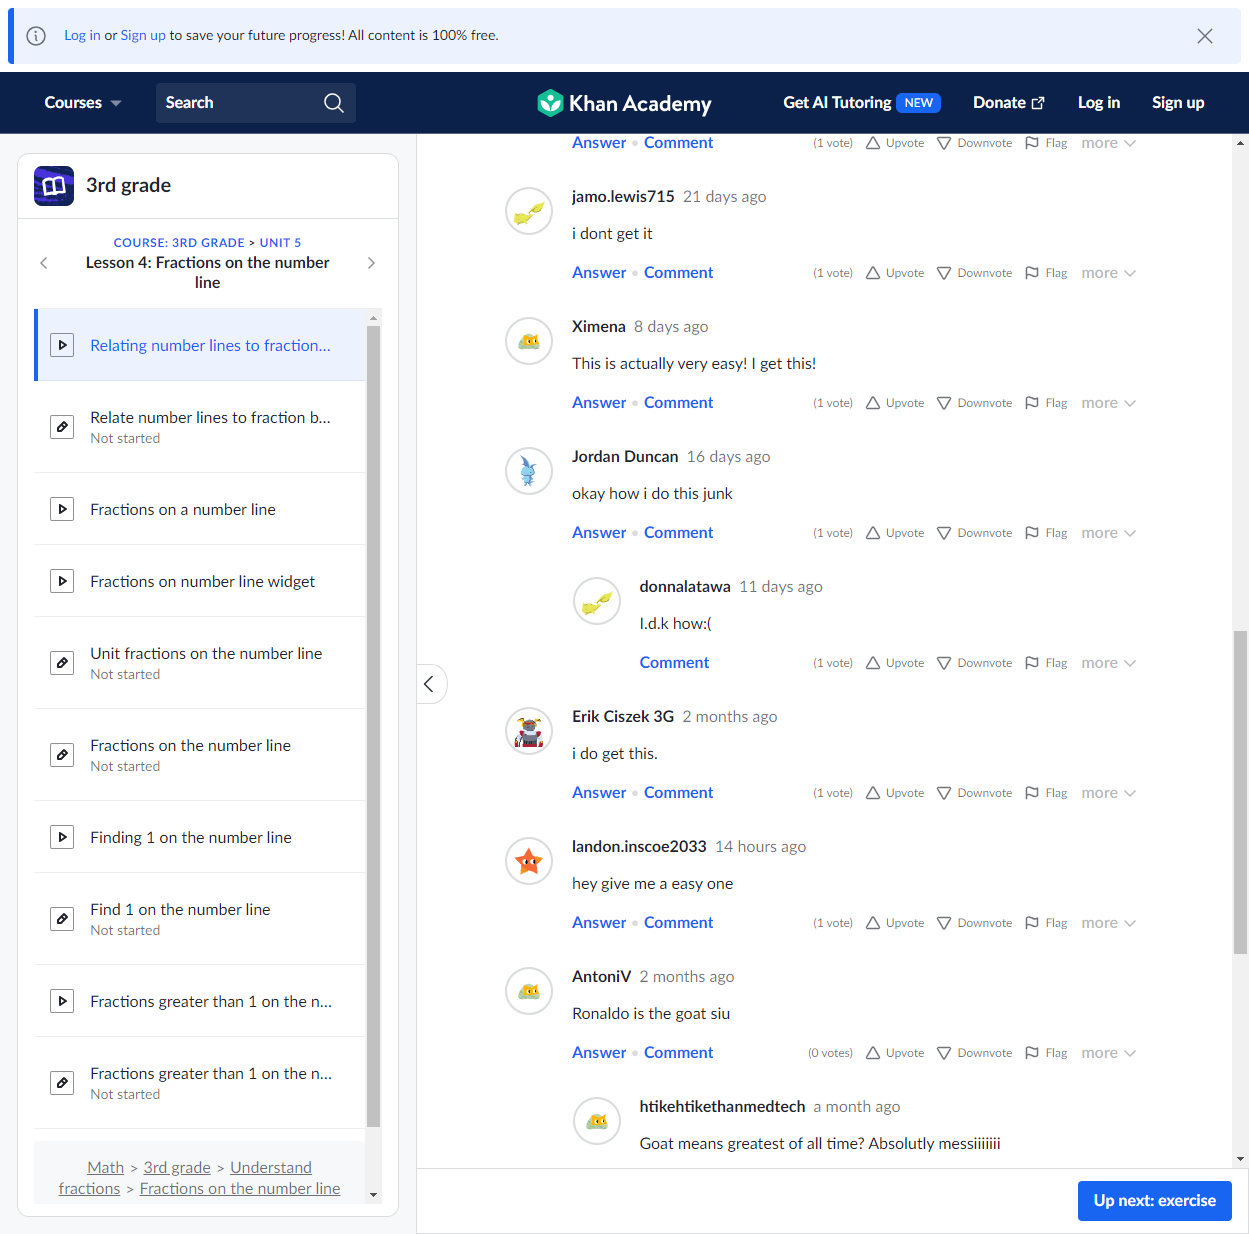 Log in or Sign up to save your future progress! All content is 100% free.
Courses
Search
Khan Academy
Get AI Tutoring NEW
Donate
Log in
Sign up
3rd grade
COURSE: 3RD GRADE > UNIT 5
Lesson 4: Fractions on the number
line
Relating number lines to fraction...
Relate number lines to fraction b...
Not started
Fractions on a number line
Fractions on number line widget
Unit fractions on the number line
Not started
Fractions on the number line
Not started
Finding 1 on the number line
Find 1 on the number line
Not started
Fractions greater than 1 on the n...
Fractions greater than 1 on the n...
Not started
Math > 3rd grade > Understand
fractions > Fractions on the number line
Answer • Comment (1 vote) Upvote Downvote Flag more
jamo.lewis715 21 days ago
i dont get it
Answer • Comment (1 vote) Upvote Downvote Flag more
Ximena 8 days ago
This is actually very easy! I get this!
Answer • Comment (1 vote) Upvote Downvote Flag more
Jordan Duncan 16 days ago
okay how i do this junk
Answer • Comment (1 vote) Upvote Downvote Flag more
donnalatawa 11 days ago
I.d.k how:(
Comment (1 vote) Upvote Downvote Flag more
Erik Ciszek 3G 2 months ago
i do get this.
Answer • Comment (1 vote) Upvote Downvote Flag more
landon.inscoe2033 14 hours ago
hey give me a easy one
Answer • Comment (1 vote) Upvote Downvote Flag more
AntoniV 2 months ago
Ronaldo is the goat siu
Answer • Comment (0 votes) Upvote Downvote Flag more
htikehtikethanmedtech a month ago
Goat means greatest of all time? Absolutly messiiiiiii
Up next: exercise